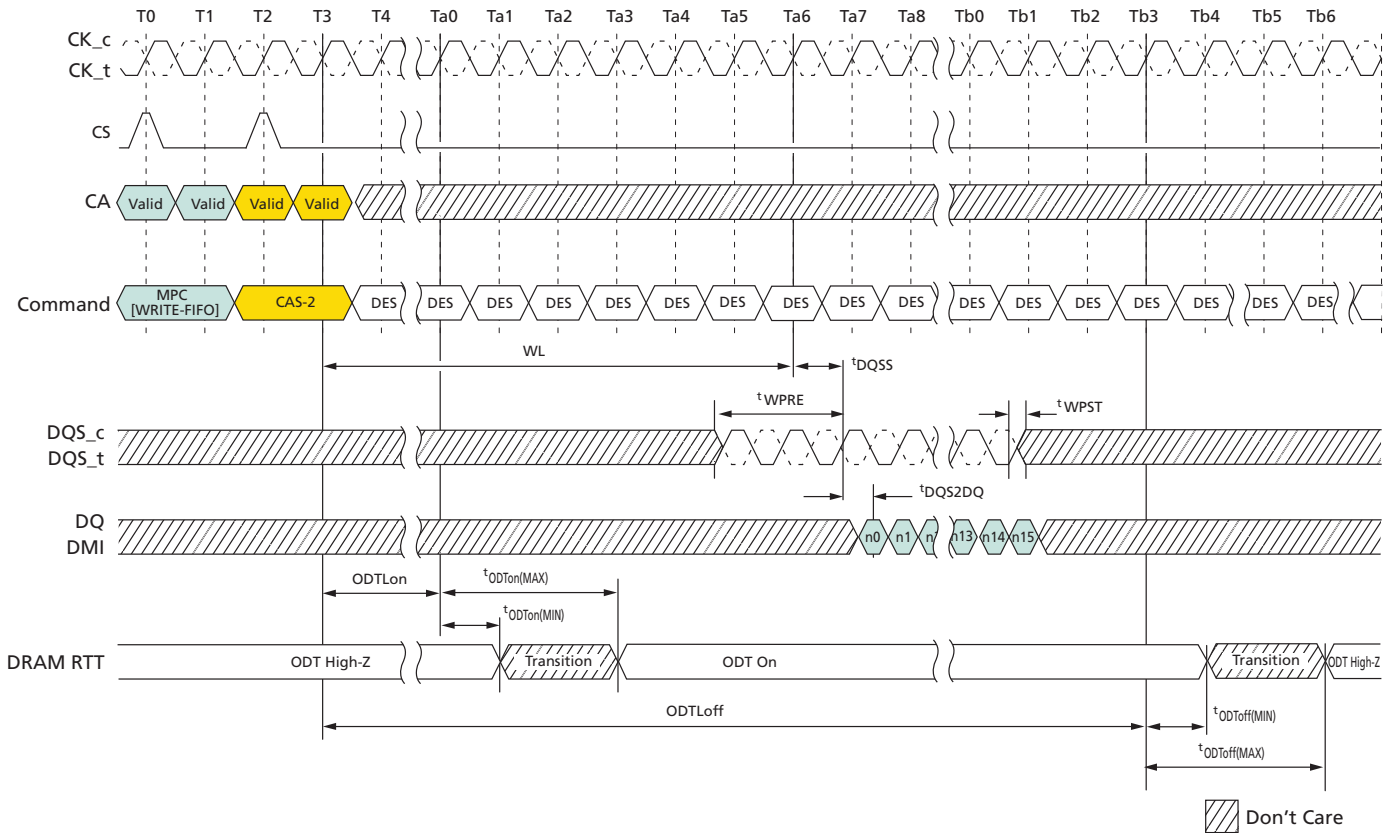 T0 T1 T2 T3 T4 Ta0 Ta1 Ta2 Ta3 Ta4 Ta5 Ta6 Ta7 Ta8 Tb0 Tb1 Tb2 Tb3 Tb4 Tb5 Tb6
CK_c
CK_t
CS
CA Valid Valid Valid Valid
Command MPC [WRITE-FIFO] CAS-2 DES DES DES DES DES DES DES DES DES DES DES DES DES DES DES DES DES
WL
tDQSS
tWPRE
tWPST
DQS_c
DQS_t
tDQS2DQ
DQ
DMI
n0 n1 n13 n14 n15
ODTLon
tODTon(MAX)
tODTon(MIN)
DRAM RTT ODT High-Z Transition ODT On Transition ODT High-Z
ODTLoff
tODToff(MIN)
tODToff(MAX)
Don't Care